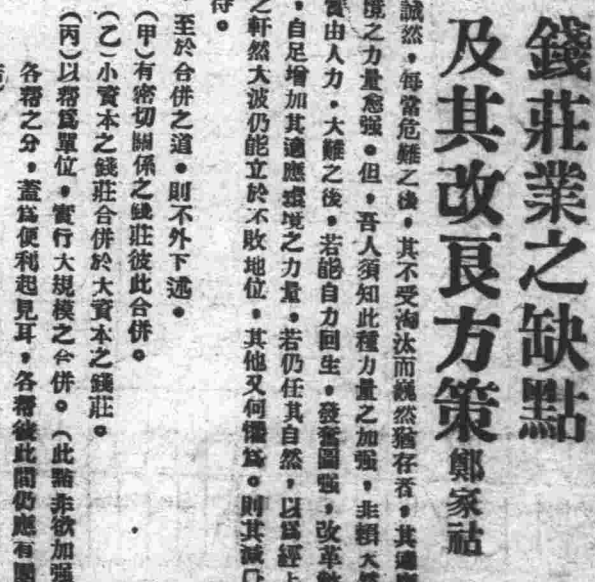 錢莊業之缺點
及其改良方策
鄭家祜
誠然，每當危難之後，其不受淘汰而巍然猶存者，其適
境之力量愈强。但，吾人須知此種力量之加强，非賴天
由人力，大難之後，若能自力回生，發奮圖强，改革
，自足增加其適應環境之力量，若仍任其自然，以爲經
之軒然大波仍能立於不敗地位，其他又何懼爲。則其滅
待。
至於合併之道，則不外下述。
（甲）有密切關係之錢莊彼此合併。
（乙）小資本之錢莊合併於大資本之錢莊。
（丙）以帮爲單位，實行大規模之合併。（此點非欲加强
各帮之分，蓋爲便利起見耳，各帮彼此間仍應有